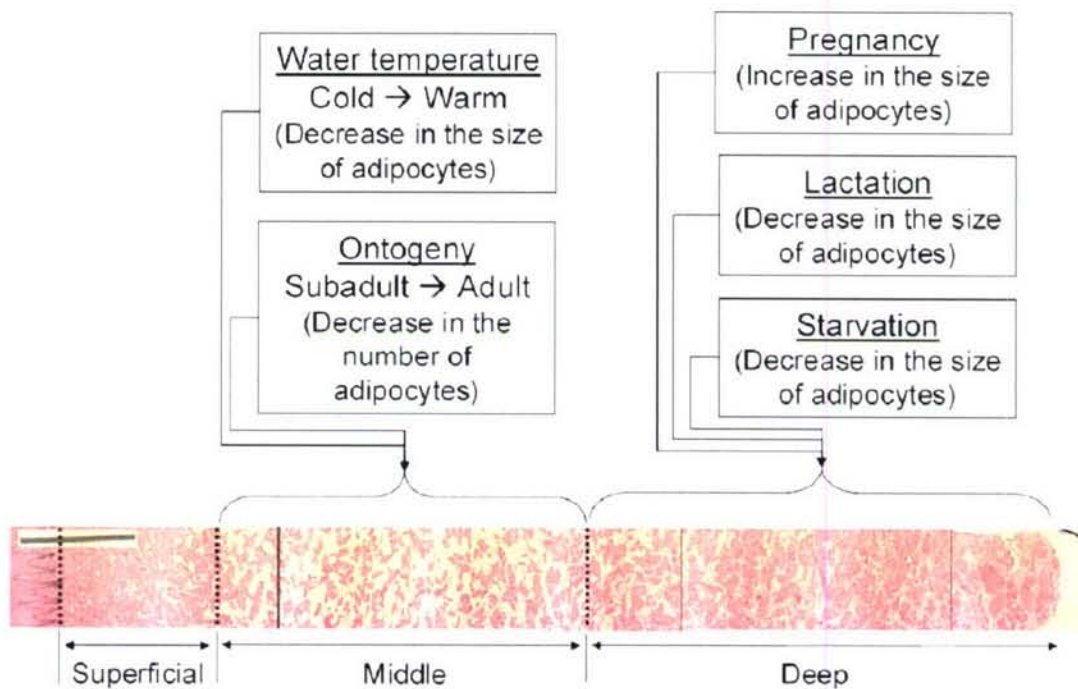 Water temperature
Cold → Warm
(Decrease in the size
of adipocytes)
Ontogeny
Subadult → Adult
(Decrease in the
number of
adipocytes)
Pregnancy
(Increase in the size
of adipocytes)
Lactation
(Decrease in the size
of adipocytes)
Starvation
(Decrease in the size
of adipocytes)
Superficial
Middle
Deep